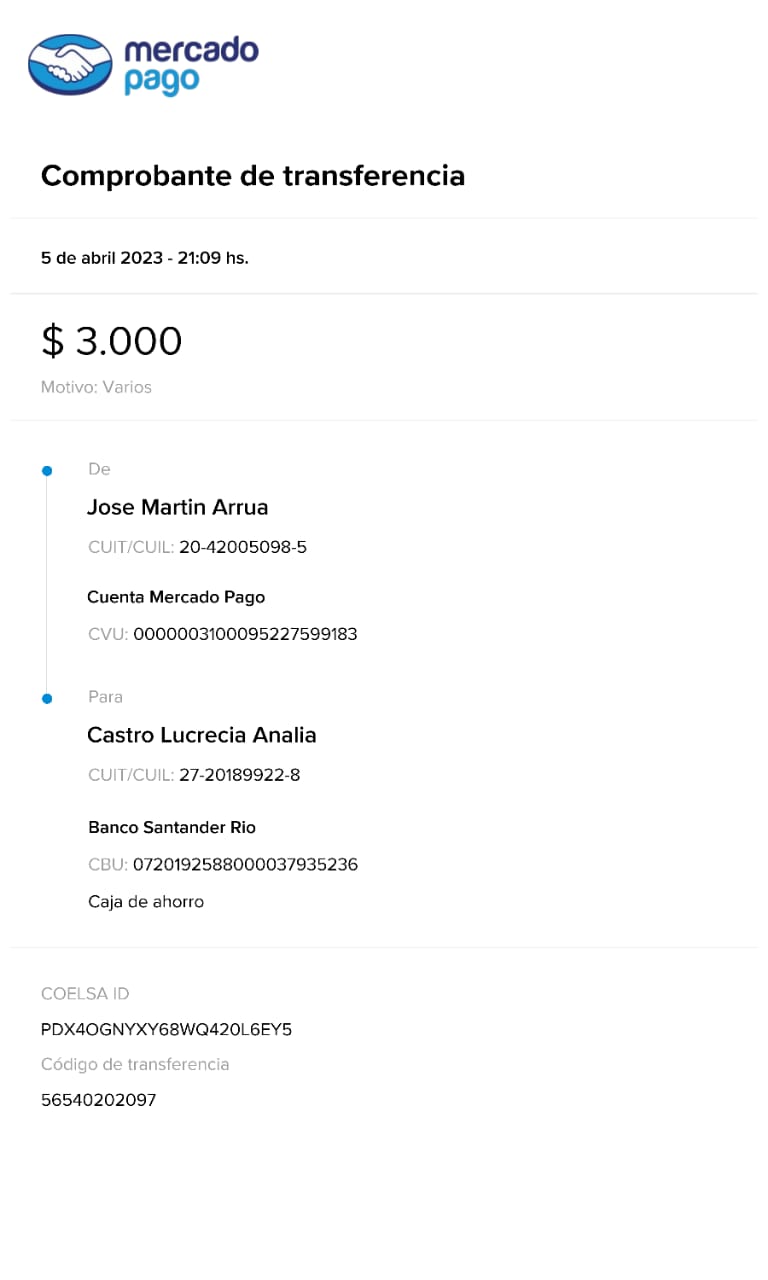 mercado
pago
Comprobante de transferencia
5 de abril 2023 - 21:09 hs.
$ 3.000
Motivo: Varios
De
Jose Martin Arrua
CUIT/CUIL: 20-42005098-5
Cuenta Mercado Pago
CVU: 0000003100095227599183
Para
Castro Lucrecia Analia
CUIT/CUIL: 27-20189922-8
Banco Santander Rio
CBU: 0720192588000037935236
Caja de ahorro
COELSA ID
PDX4OGNYXY68WQ420L6EY5
Código de transferencia
56540202097